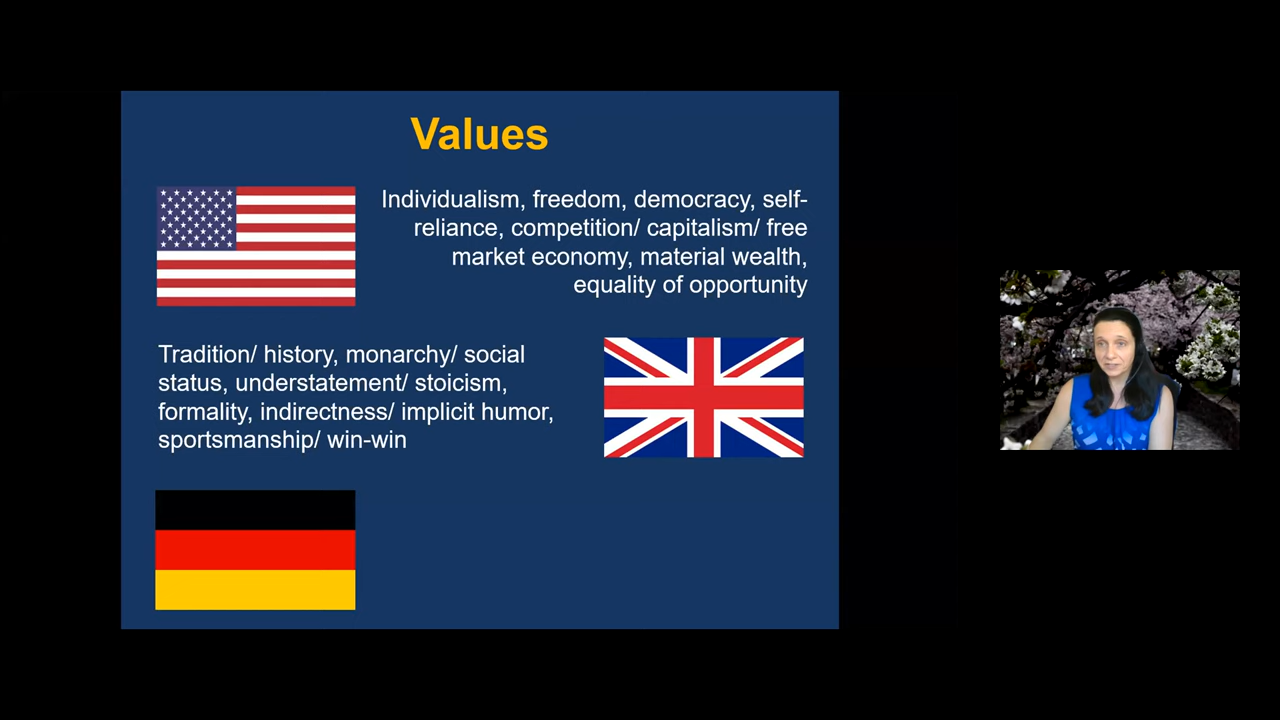 Values
Individualism, freedom, democracy, self-
reliance, competition/ capitalism/ free
market economy, material wealth,
equality of opportunity
Tradition/ history, monarchy/ social
status, understatement/ stoicism,
formality, indirectness/ implicit humor,
sportsmanship/ win-win